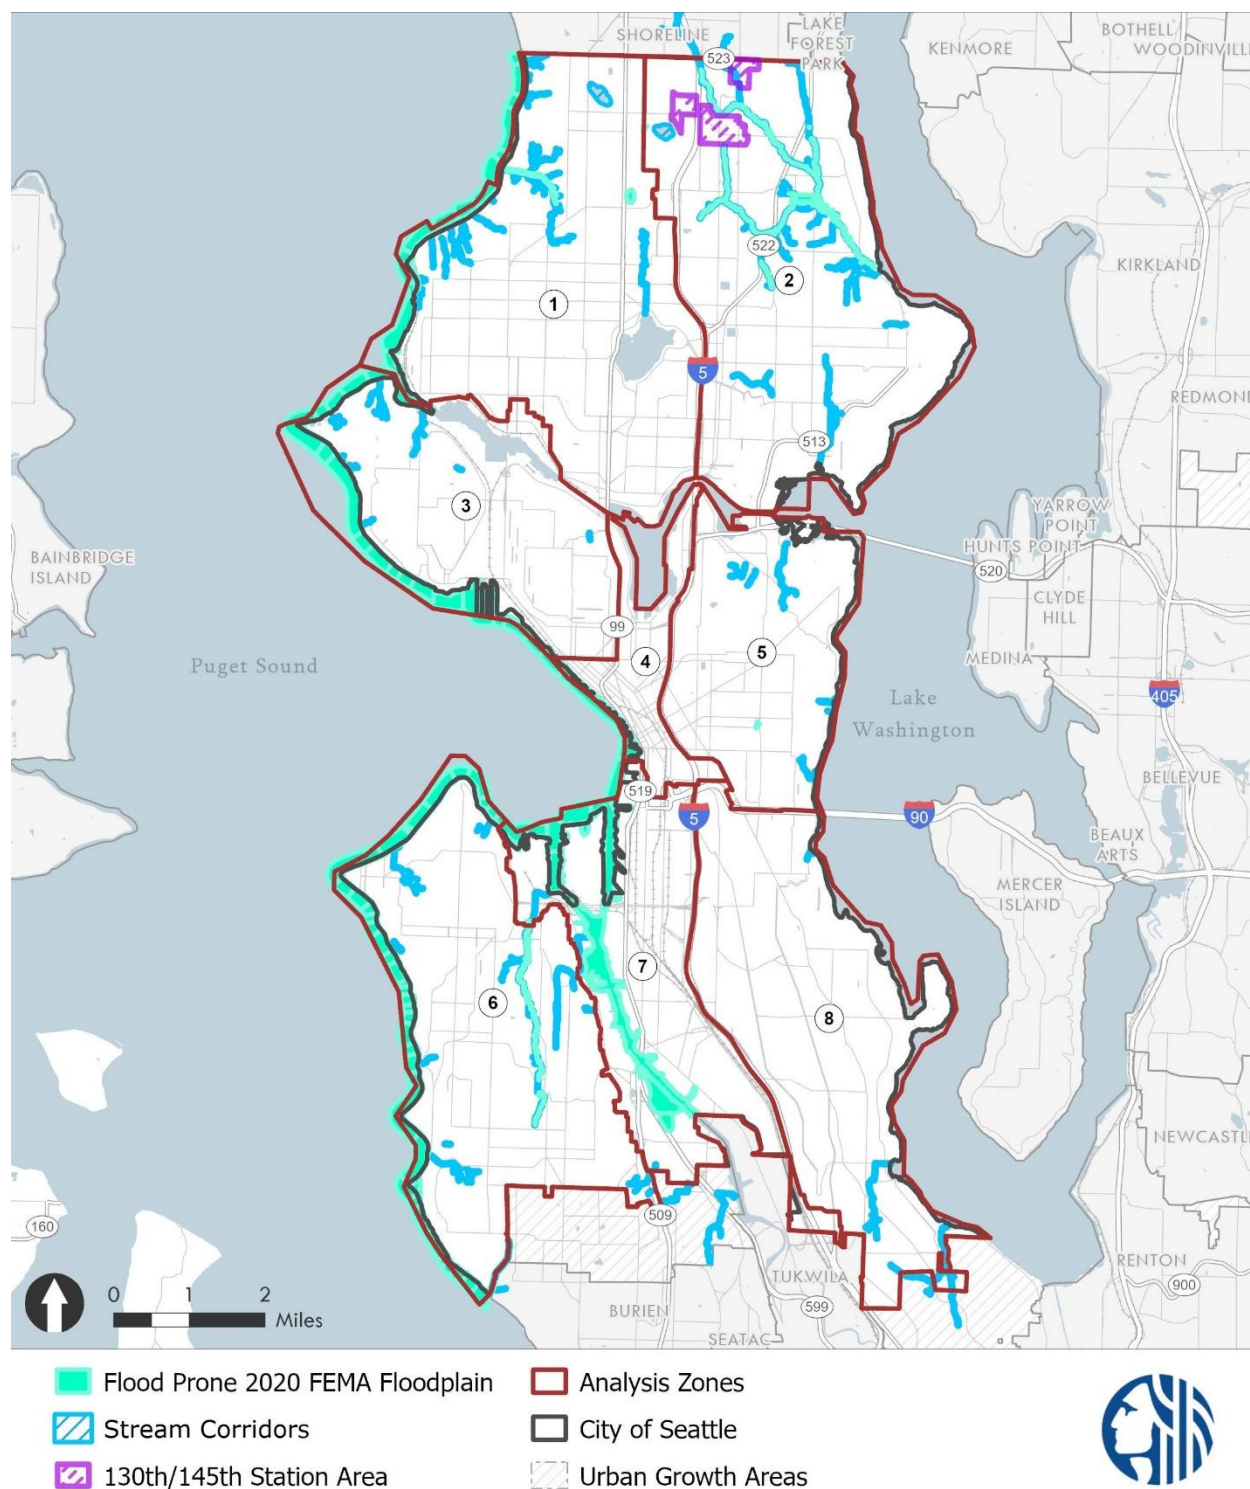 SHORELINE
LAKE
FOREST
PARK
KENMORE
BOTHELL
WOODINVILLE
523
522
1
2
KIRKLAND
5
REDMOND
513
3
BAINBRIDGE
ISLAND
YARROW
POINT
HUNTS POINT
520
CLYDE
HILL
99
4
5
MEDINA
Puget Sound
Lake
Washington
405
BELLEVUE
519
5
90
BEAUX
ARTS
MERCER
ISLAND
7
6
8
NEWCASTLE
160
509
RENTON
900
TUKWILA
599
BURIEN
SEATAC
0 1 2
Miles
Flood Prone 2020 FEMA Floodplain
Stream Corridors
130th/145th Station Area
Analysis Zones
City of Seattle
Urban Growth Areas